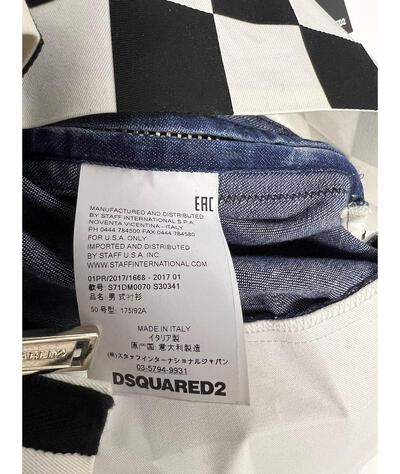 EAC
MANUFACTURED AND DISTRIBUTED
BY STAFF INTERNATIONAL S.P.A.
NOVENTA VICENTINA - ITALY
PH 0444 784500 FAX 0444 784580
FOR U.S.A. ONLY
IMPORTED AND DISTRIBUTED
BY STAFF U.S.A. INC.
WWW.STAFFINTERNATIONAL.COM
01PR/2017/1668 - 2017 01
款号: S71DM0070 S30341
品名: 男 式衬衫
50 号型: 175/92A
MADE IN ITALY
イタリア製
原产国: 意大利制造
(株)スタッフインターナショナルジャパン
03-5794-9931
DSQUARED2